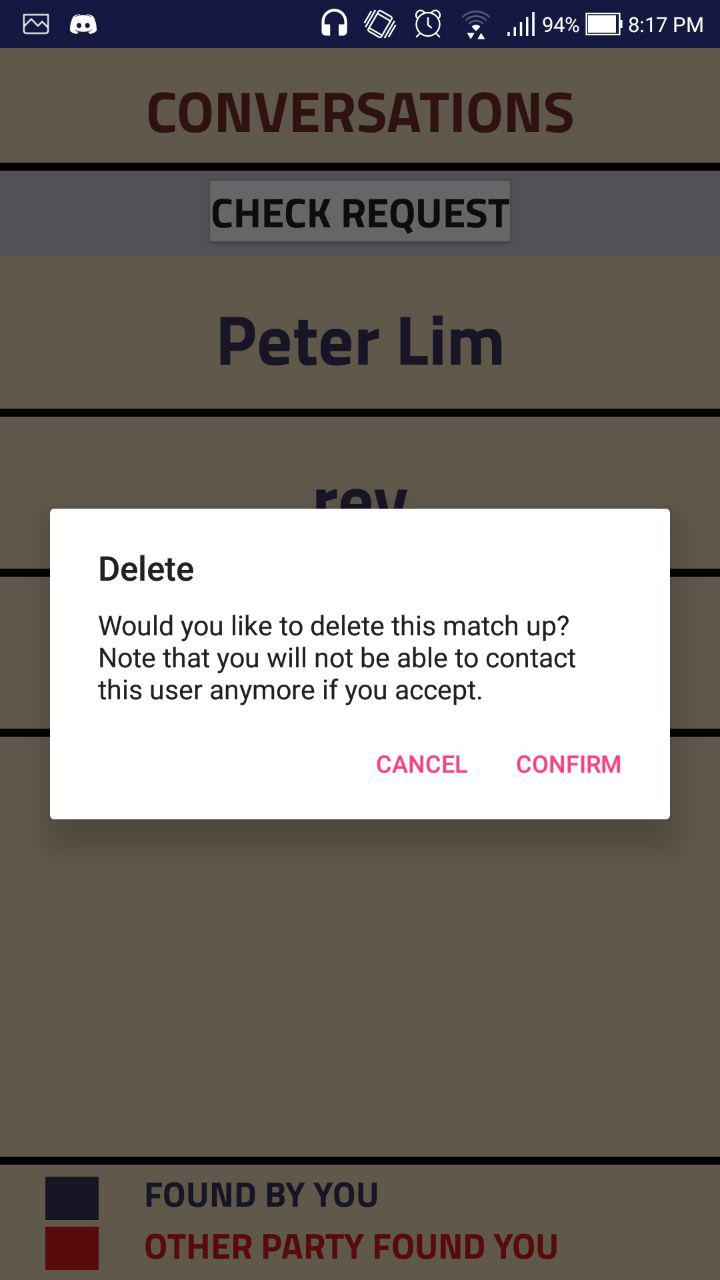 94% 8:17 PM
CONVERSATIONS
CHECK REQUEST
Peter Lim
rev
Delete
Would you like to delete this match up?
Note that you will not be able to contact
this user anymore if you accept.
CANCEL CONFIRM
FOUND BY YOU
OTHER PARTY FOUND YOU